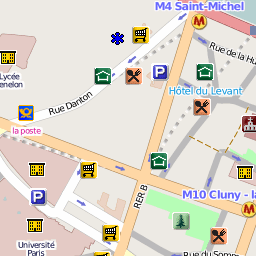 M4 Saint-Michel
Rue de la Hu
Lycée
enelon
Rue Danton
Hôtel du Levant
la poste
RER B
M10 Cluny - la
Université
Paris
Rue du Somm